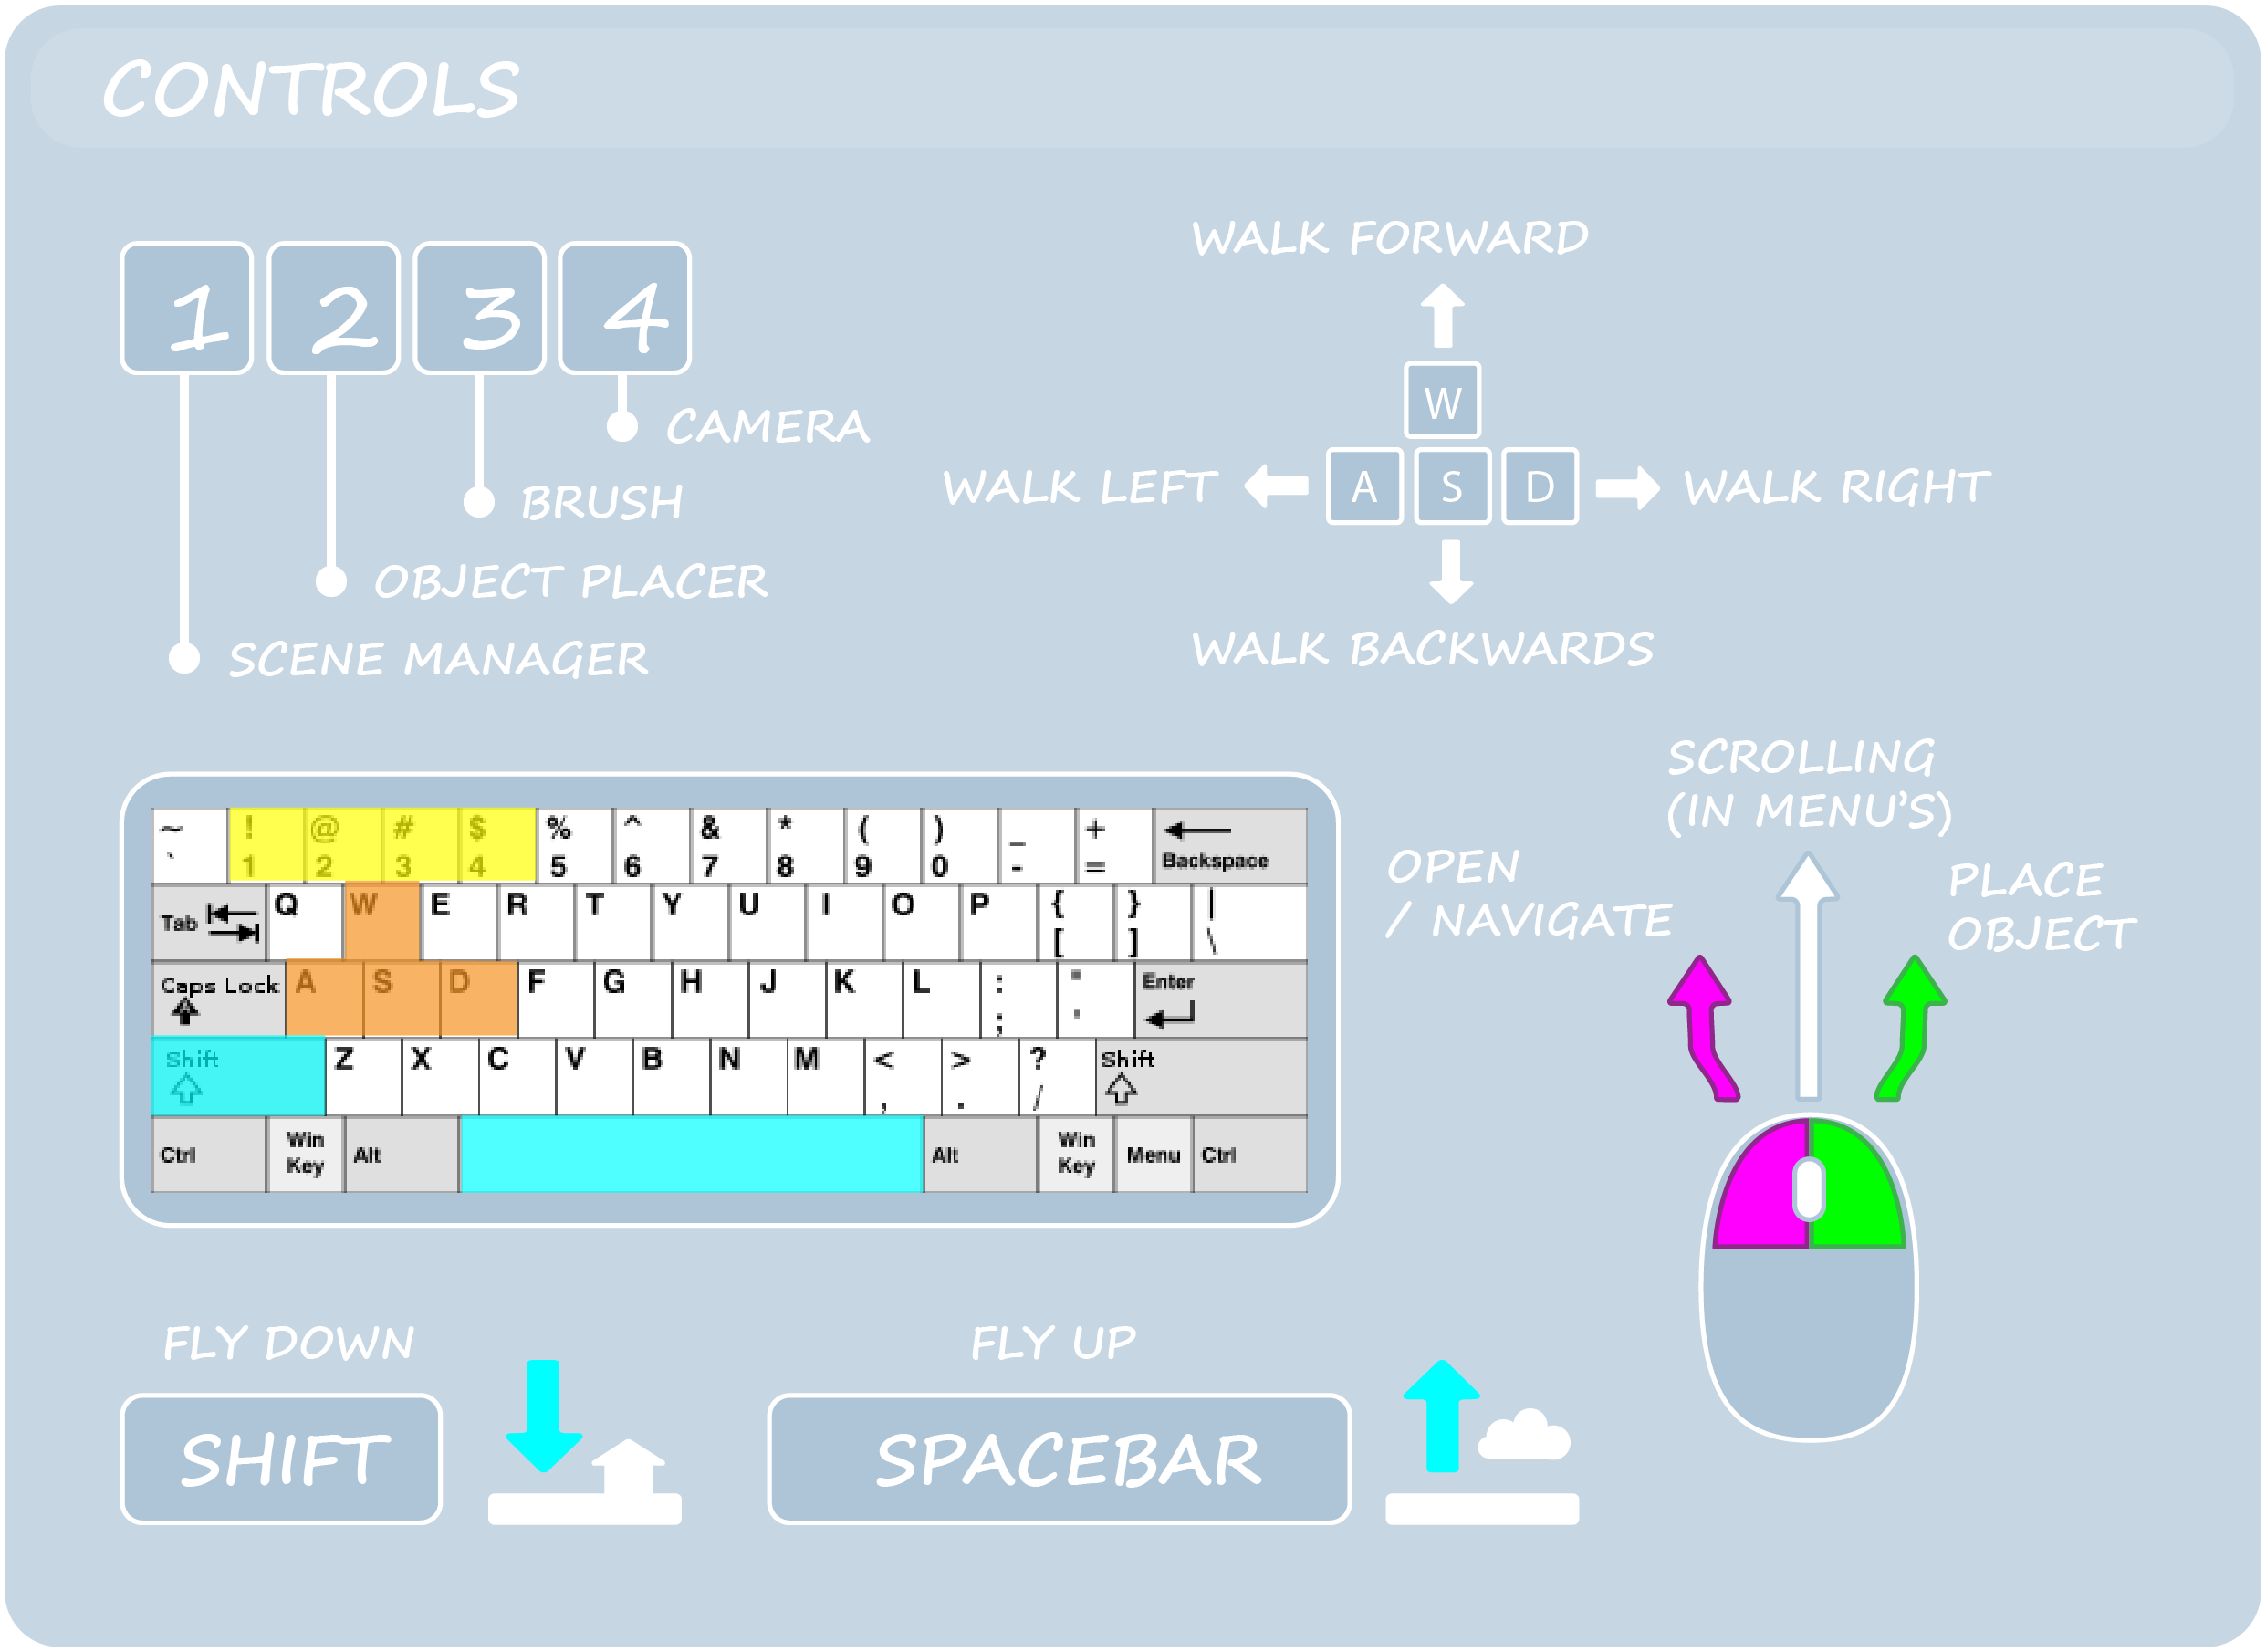 CONTROLS
1 2 3 4
CAMERA
BRUSH
OBJECT PLACER
SCENE MANAGER
WALK FORWARD
W
WALK LEFT A S D WALK RIGHT
WALK BACKWARDS
~ ! @ # $ % ^ & * ( ) _ +
` 1 2 3 4 5 6 7 8 9 0 - = Backspace
Tab Q W E R T Y U I O P { } |
[ ] \
Caps Lock A S D F G H J K L : " Enter
; '
Shift Z X C V B N M < > ? Shift
, . /
Ctrl Win Key Alt Alt Win Key Menu Ctrl
SCROLLING
(IN MENU'S)
OPEN
/ NAVIGATE
PLACE
OBJECT
FLY DOWN
SHIFT
FLY UP
SPACEBAR